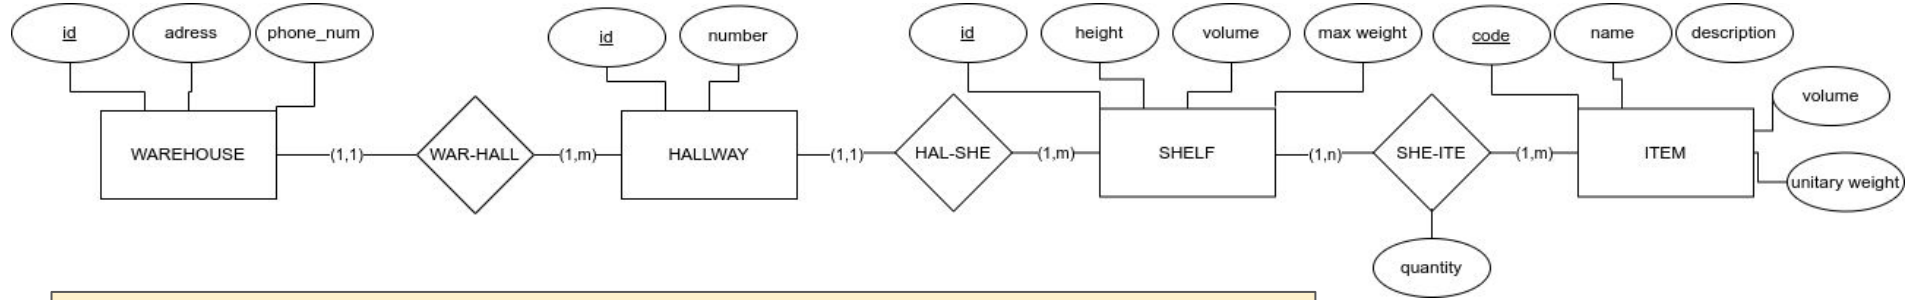 id
adress
phone_num
id
number
id
height
volume
max weight
code
name
description
volume
WAREHOUSE
(1,1)
WAR-HALL
(1,m)
HALLWAY
(1,1)
HAL-SHE
(1,m)
SHELF
(1,n)
SHE-ITE
(1,m)
ITEM
unitary weight
quantity